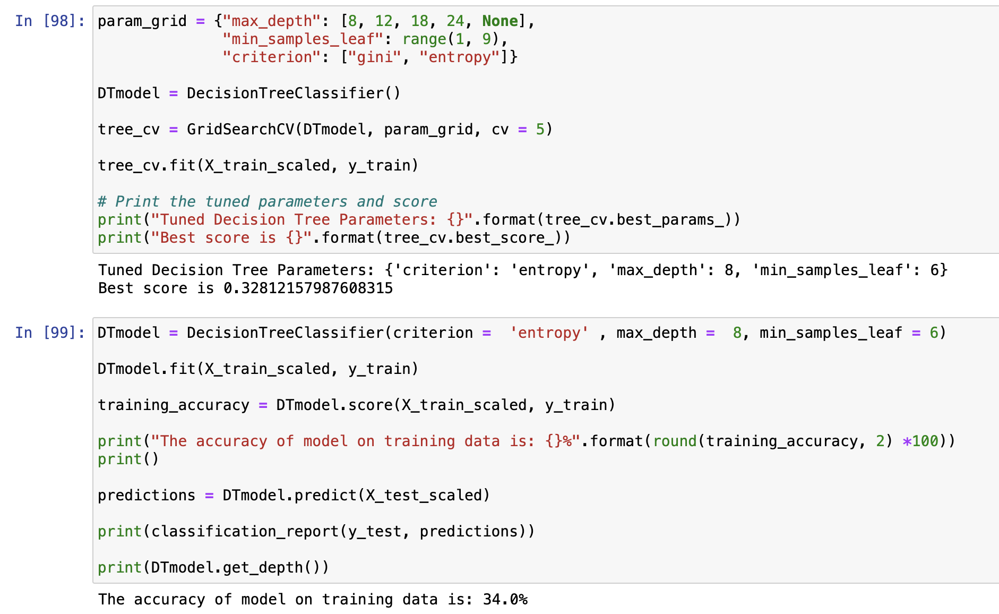 In [98]: param_grid = {"max_depth": [8, 12, 18, 24, None],
"min_samples_leaf": range(1, 9),
"criterion": ["gini", "entropy"]}
DTmodel = DecisionTreeClassifier()
tree_cv = GridSearchCV(DTmodel, param_grid, cv = 5)
tree_cv.fit(X_train_scaled, y_train)
# Print the tuned parameters and score
print("Tuned Decision Tree Parameters: {}".format(tree_cv.best_params_))
print("Best score is {}".format(tree_cv.best_score_))
Tuned Decision Tree Parameters: {'criterion': 'entropy', 'max_depth': 8, 'min_samples_leaf': 6}
Best score is 0.32812157987608315
In [99]: DTmodel = DecisionTreeClassifier(criterion =  'entropy' , max_depth =  8, min_samples_leaf = 6)
DTmodel.fit(X_train_scaled, y_train)
training_accuracy = DTmodel.score(X_train_scaled, y_train)
print("The accuracy of model on training data is: {}%".format(round(training_accuracy, 2) *100))
print()
predictions = DTmodel.predict(X_test_scaled)
print(classification_report(y_test, predictions))
print(DTmodel.get_depth())
The accuracy of model on training data is: 34.0%